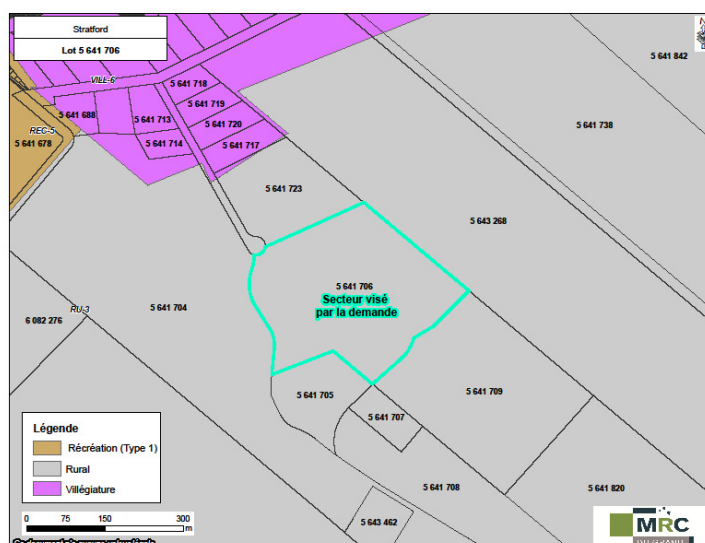 Stratford
Lot 5 641 706
N
5 641 842
VILL-6
5 641 718
5 641 719
5 641 688
5 641 713
5 641 720
5 641 738
REC-5
5 641 678
5 641 714
5 641 717
5 641 723
5 643 268
5 641 706
Secteur visé
par la demande
RU-3
5 641 704
6 082 276
5 641 705
5 641 709
5 641 707
Légende
Récréation (Type 1)
Rural
Villégiature
5 641 708
5 641 820
0 75 150 300
m
5 643 462
MRC
DU GRANIT